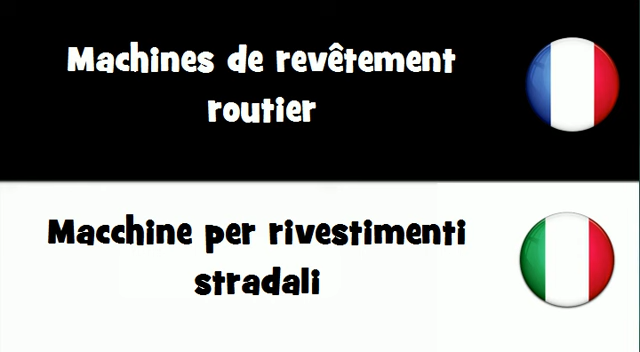 Machines de revêtement
routier
Macchine per rivestimenti
stradali